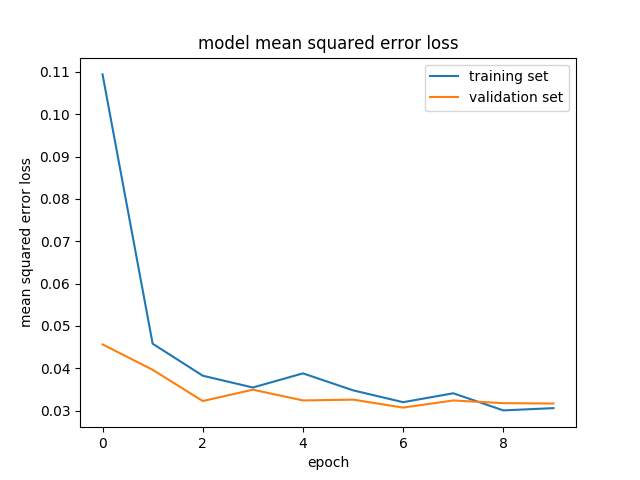 model mean squared error loss
training set
validation set
0.11
0.10
0.09
0.08
0.07
0.06
0.05
0.04
0.03
mean squared error loss
0 2 4 6 8
epoch